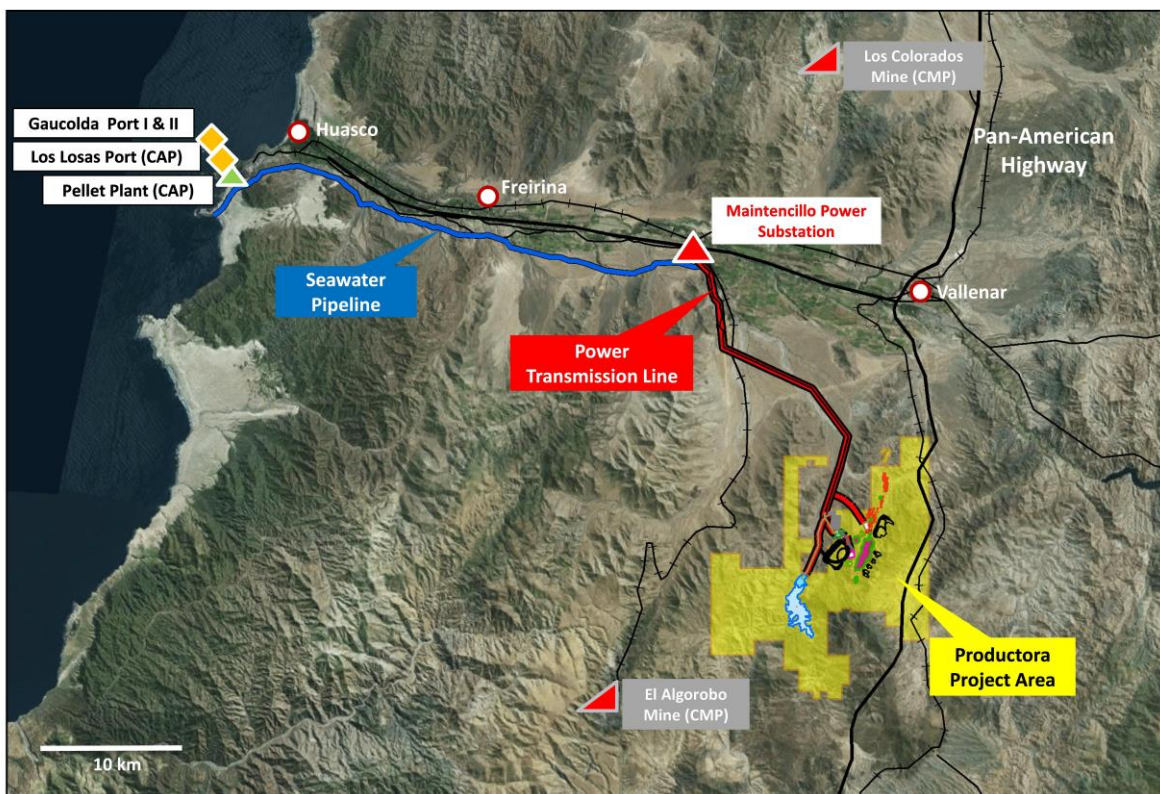 Los Colorados
Mine (CMP)
Gaucolda Port I & II
Los Losas Port (CAP)
Pellet Plant (CAP)
Huasco
Pan-American
Highway
Freirina
Maintencillo Power
Substation
Seawater
Pipeline
Vallenar
Power
Transmission Line
Productora
Project Area
El Algorobo
Mine (CMP)
10 km